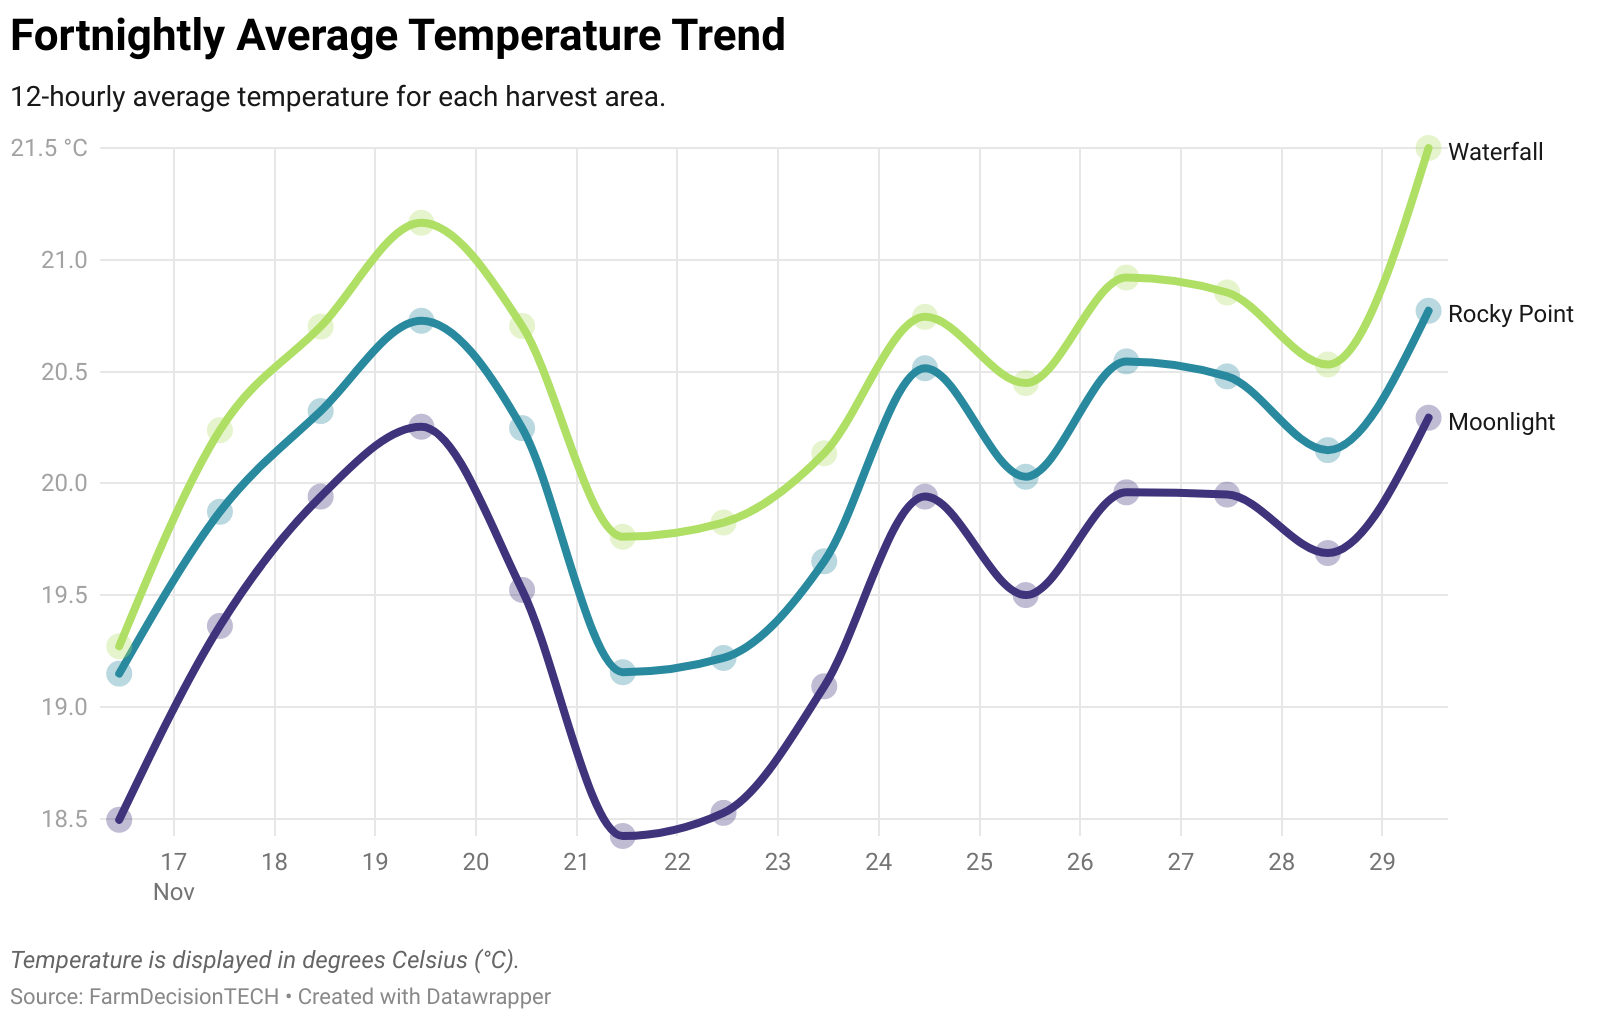 Fortnightly Average Temperature Trend
12-hourly average temperature for each harvest area.
21.5 °C
21.0
20.5
20.0
19.5
19.0
18.5
Waterfall
Rocky Point
Moonlight
17 18 19 20 21 22 23 24 25 26 27 28 29
Nov
Temperature is displayed in degrees Celsius (°C).
Source: FarmDecisionTECH • Created with Datawrapper